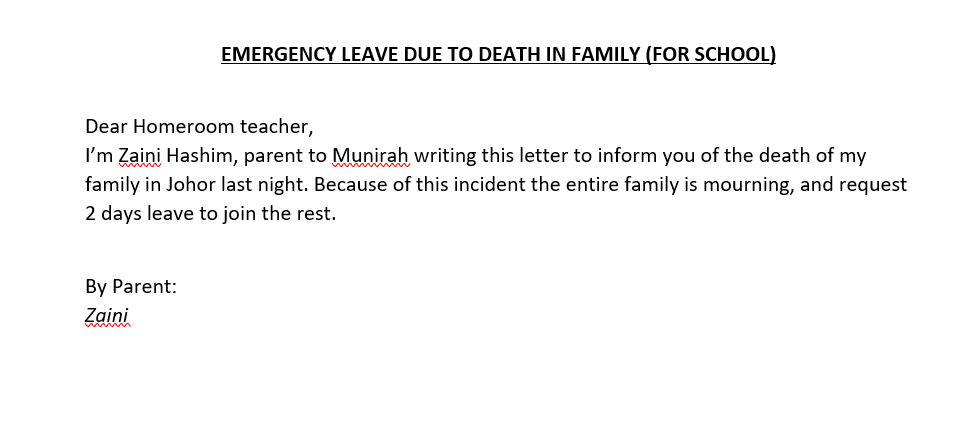 EMERGENCY LEAVE DUE TO DEATH IN FAMILY (FOR SCHOOL)
Dear Homeroom teacher,
I’m Zaini Hashim, parent to Munirah writing this letter to inform you of the death of my
family in Johor last night. Because of this incident the entire family is mourning, and request
2 days leave to join the rest.
By Parent:
Zaini